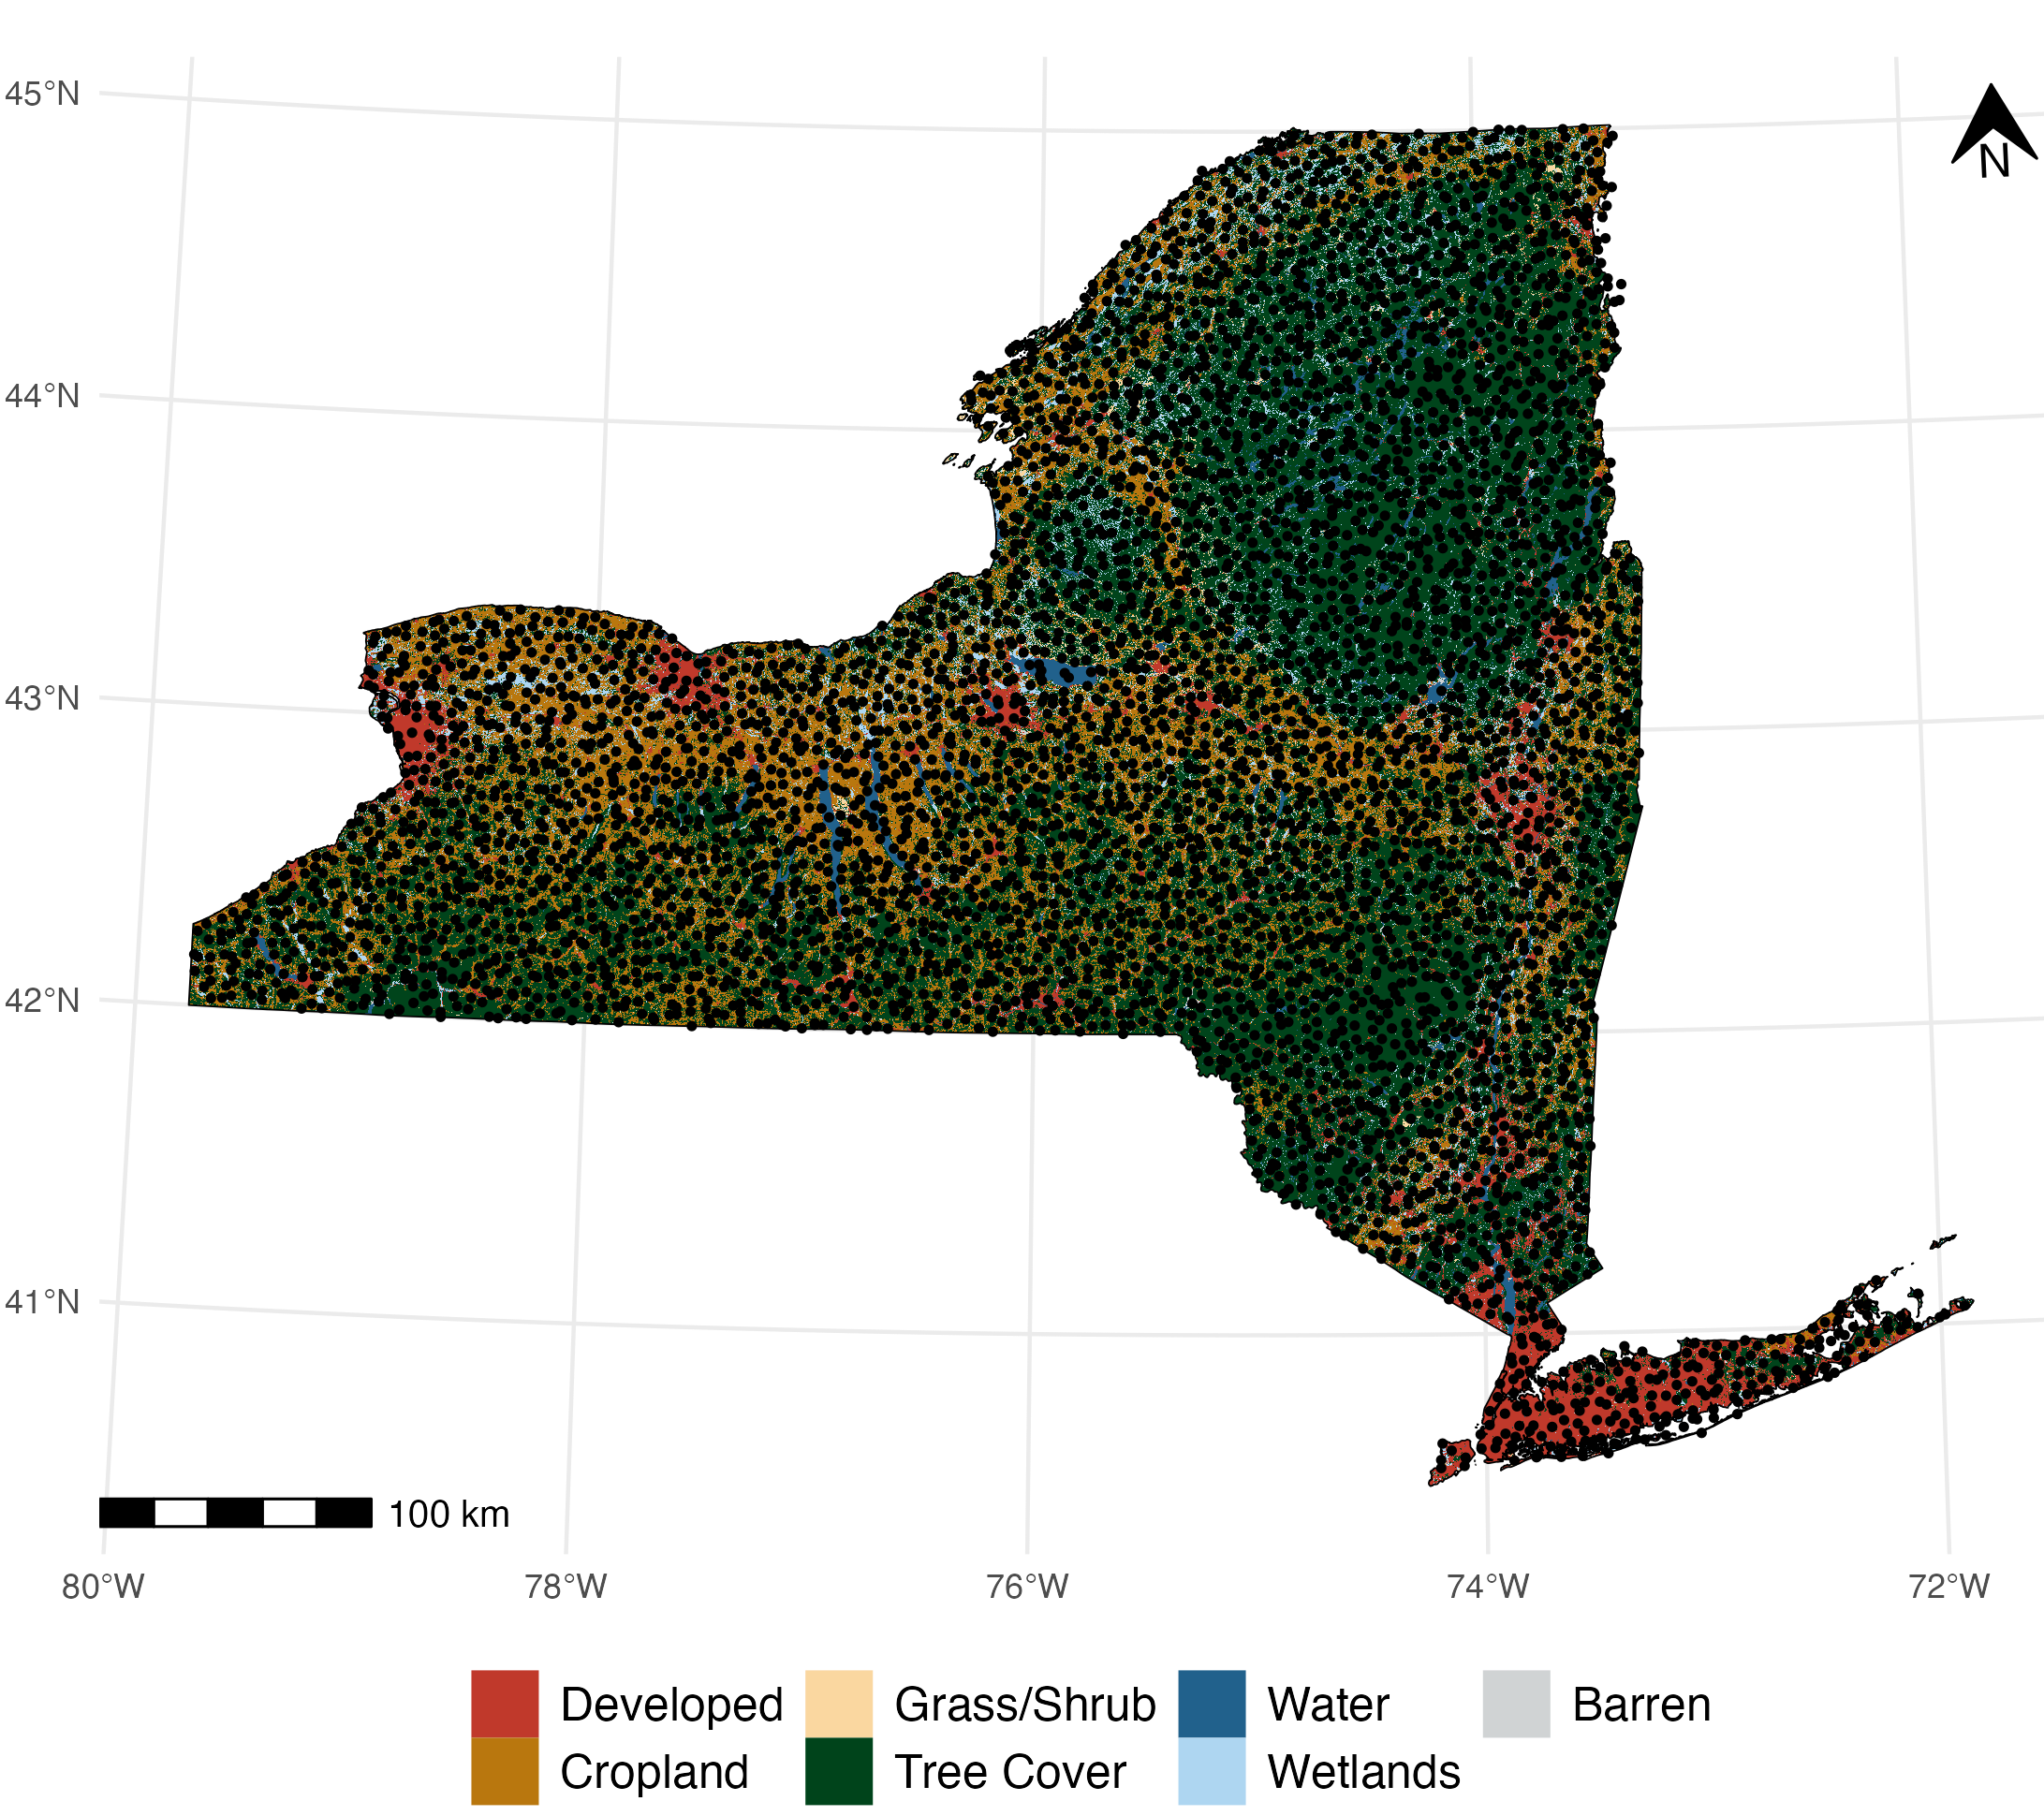 45°N
N
44°N
43°N
42°N
41°N
100 km
80°W 78°W 76°W 74°W 72°W
Developed Grass/Shrub Water Barren
Cropland Tree Cover Wetlands